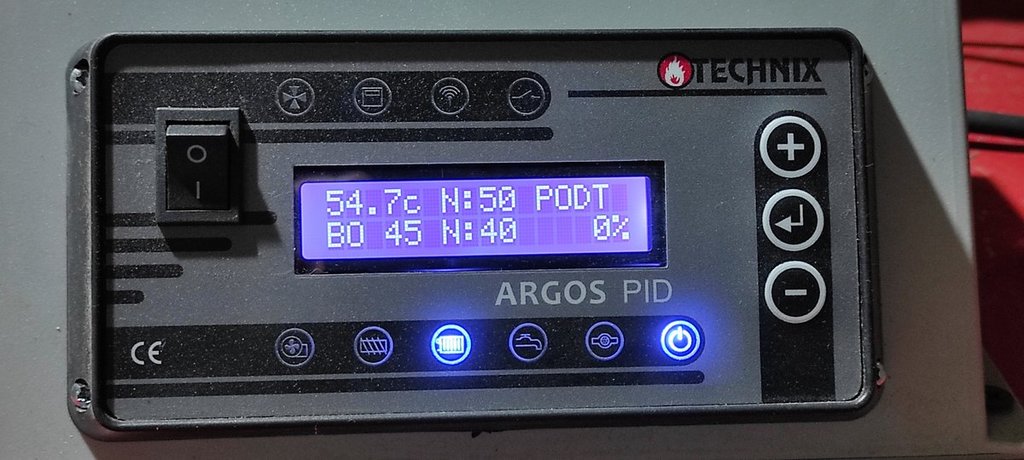 TECHNIX
54.7c N:50 PODT
BO 45 N:40 0%
ARGOS PID
CE